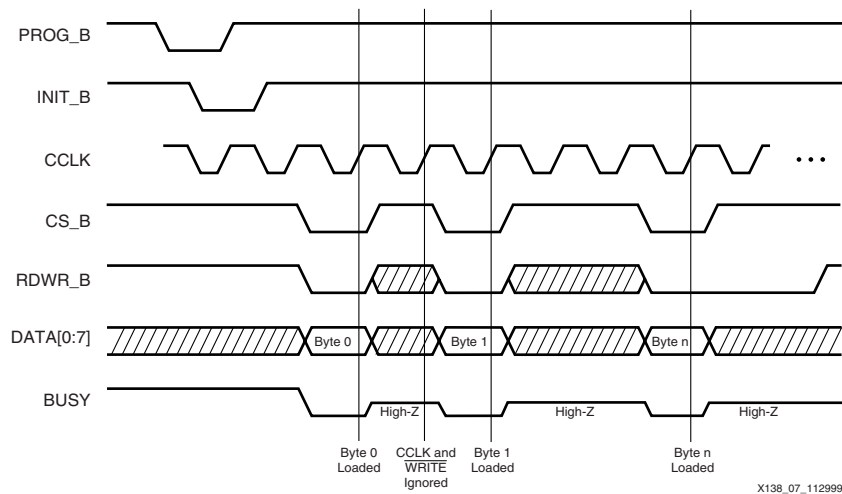 PROG_B
INIT_B
CCLK
• • •
CS_B
RDWR_B
DATA[0:7]
Byte 0
Byte 1
Byte n
BUSY
High-Z
High-Z
High-Z
Byte 0
Loaded
CCLK and
WRITE
Ignored
Byte 1
Loaded
Byte n
Loaded
X138_07_112999